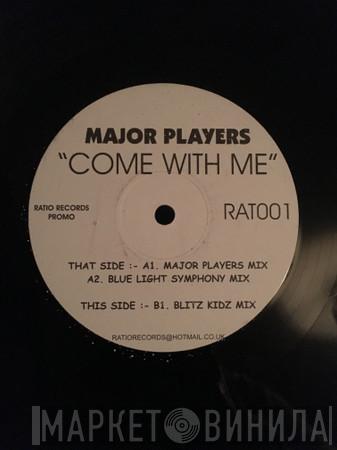 MAJOR PLAYERS
"COME WITH ME"
RATIO RECORDS
PROMO
RAT001
THAT SIDE :- A1. MAJOR PLAYERS MIX
A2. BLUE LIGHT SYMPHONY MIX
THIS SIDE :- B1. BLITZ KIDZ MIX
RATIORECORDS@HOTMAIL.CO.UK
МАРКЕТ ВИНИЛА